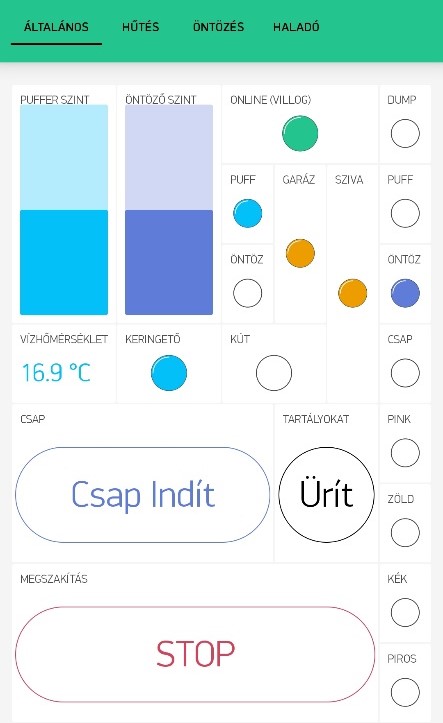 ÁLTALÁNOS HŰTÉS ÖNTÖZÉS HALADÓ
PUFFER SZINT ÖNTÖZŐ SZINT ONLINE (VILLOG) DUMP
PUFF GARÁZ SZIVA PUFF
ÖNTÖZ ÖNTÖZ
VÍZHŐMÉRSÉKLET KERINGETŐ KÚT CSAP
16.9 °C
CSAP TARTÁLYOKAT PINK
Csap Indít Ürít
ZÖLD
MEGSZAKÍTÁS KÉK
STOP
PIROS